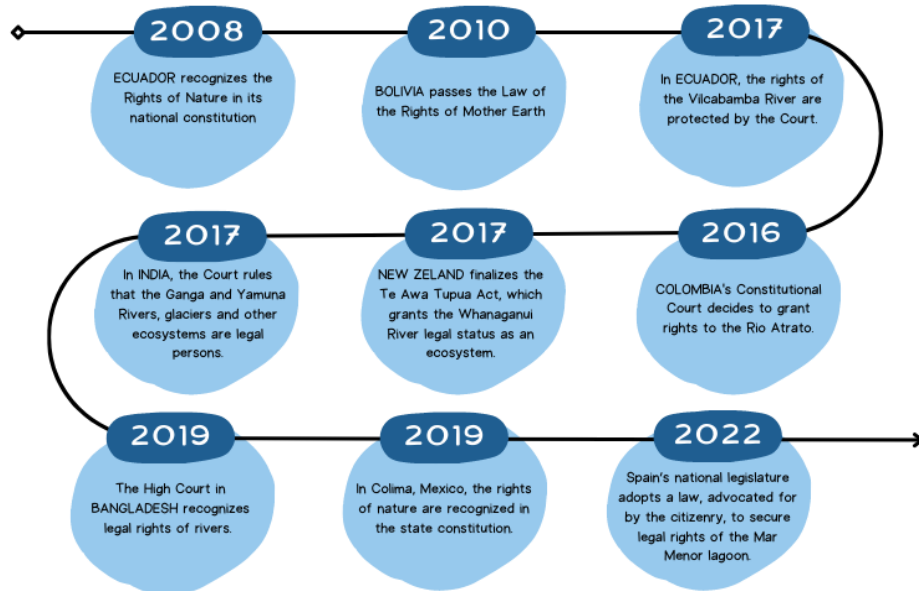 2008
ECUADOR recognizes the
Rights of Nature in its
national constitution
2010
BOLIVIA passes the Law of
the Rights of Mother Earth
2017
In ECUADOR, the rights of
the Vilcabamba River are
protected by the Court.
2016
COLOMBIA's Constitutional
Court decides to grant
rights to the Rio Atrato.
2017
NEW ZELAND finalizes the
Te Awa Tupua Act, which
grants the Whanaganui
River legal status as an
ecosystem.
2017
In INDIA, the Court rules
that the Ganga and Yamuna
Rivers, glaciers and other
ecosystems are legal
persons.
2019
The High Court in
BANGLADESH recognizes
legal rights of rivers.
2019
In Colima, Mexico, the rights
of nature are recognized in
the state constitution.
2022
Spain's national legislature
adopts a law, advocated for
by the citizenry, to secure
legal rights of the Mar
Menor lagoon.